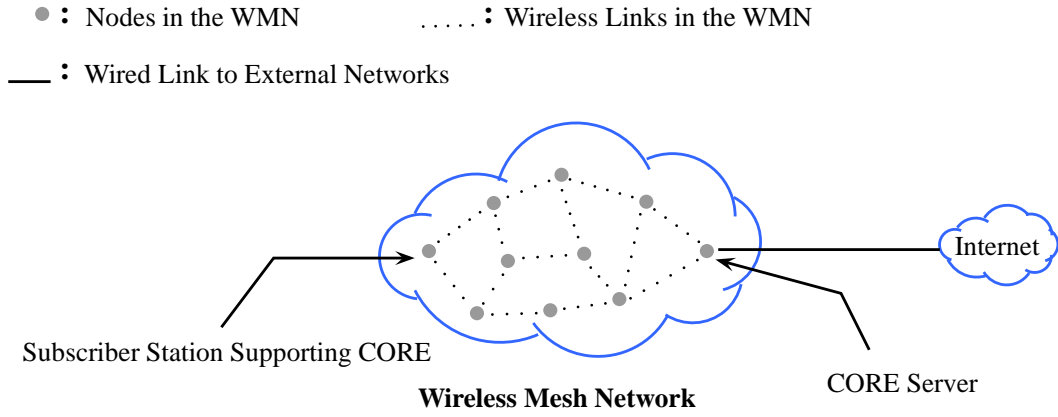 : Nodes in the WMN
..... : Wireless Links in the WMN
: Wired Link to External Networks
Internet
Subscriber Station Supporting CORE
CORE Server
Wireless Mesh Network